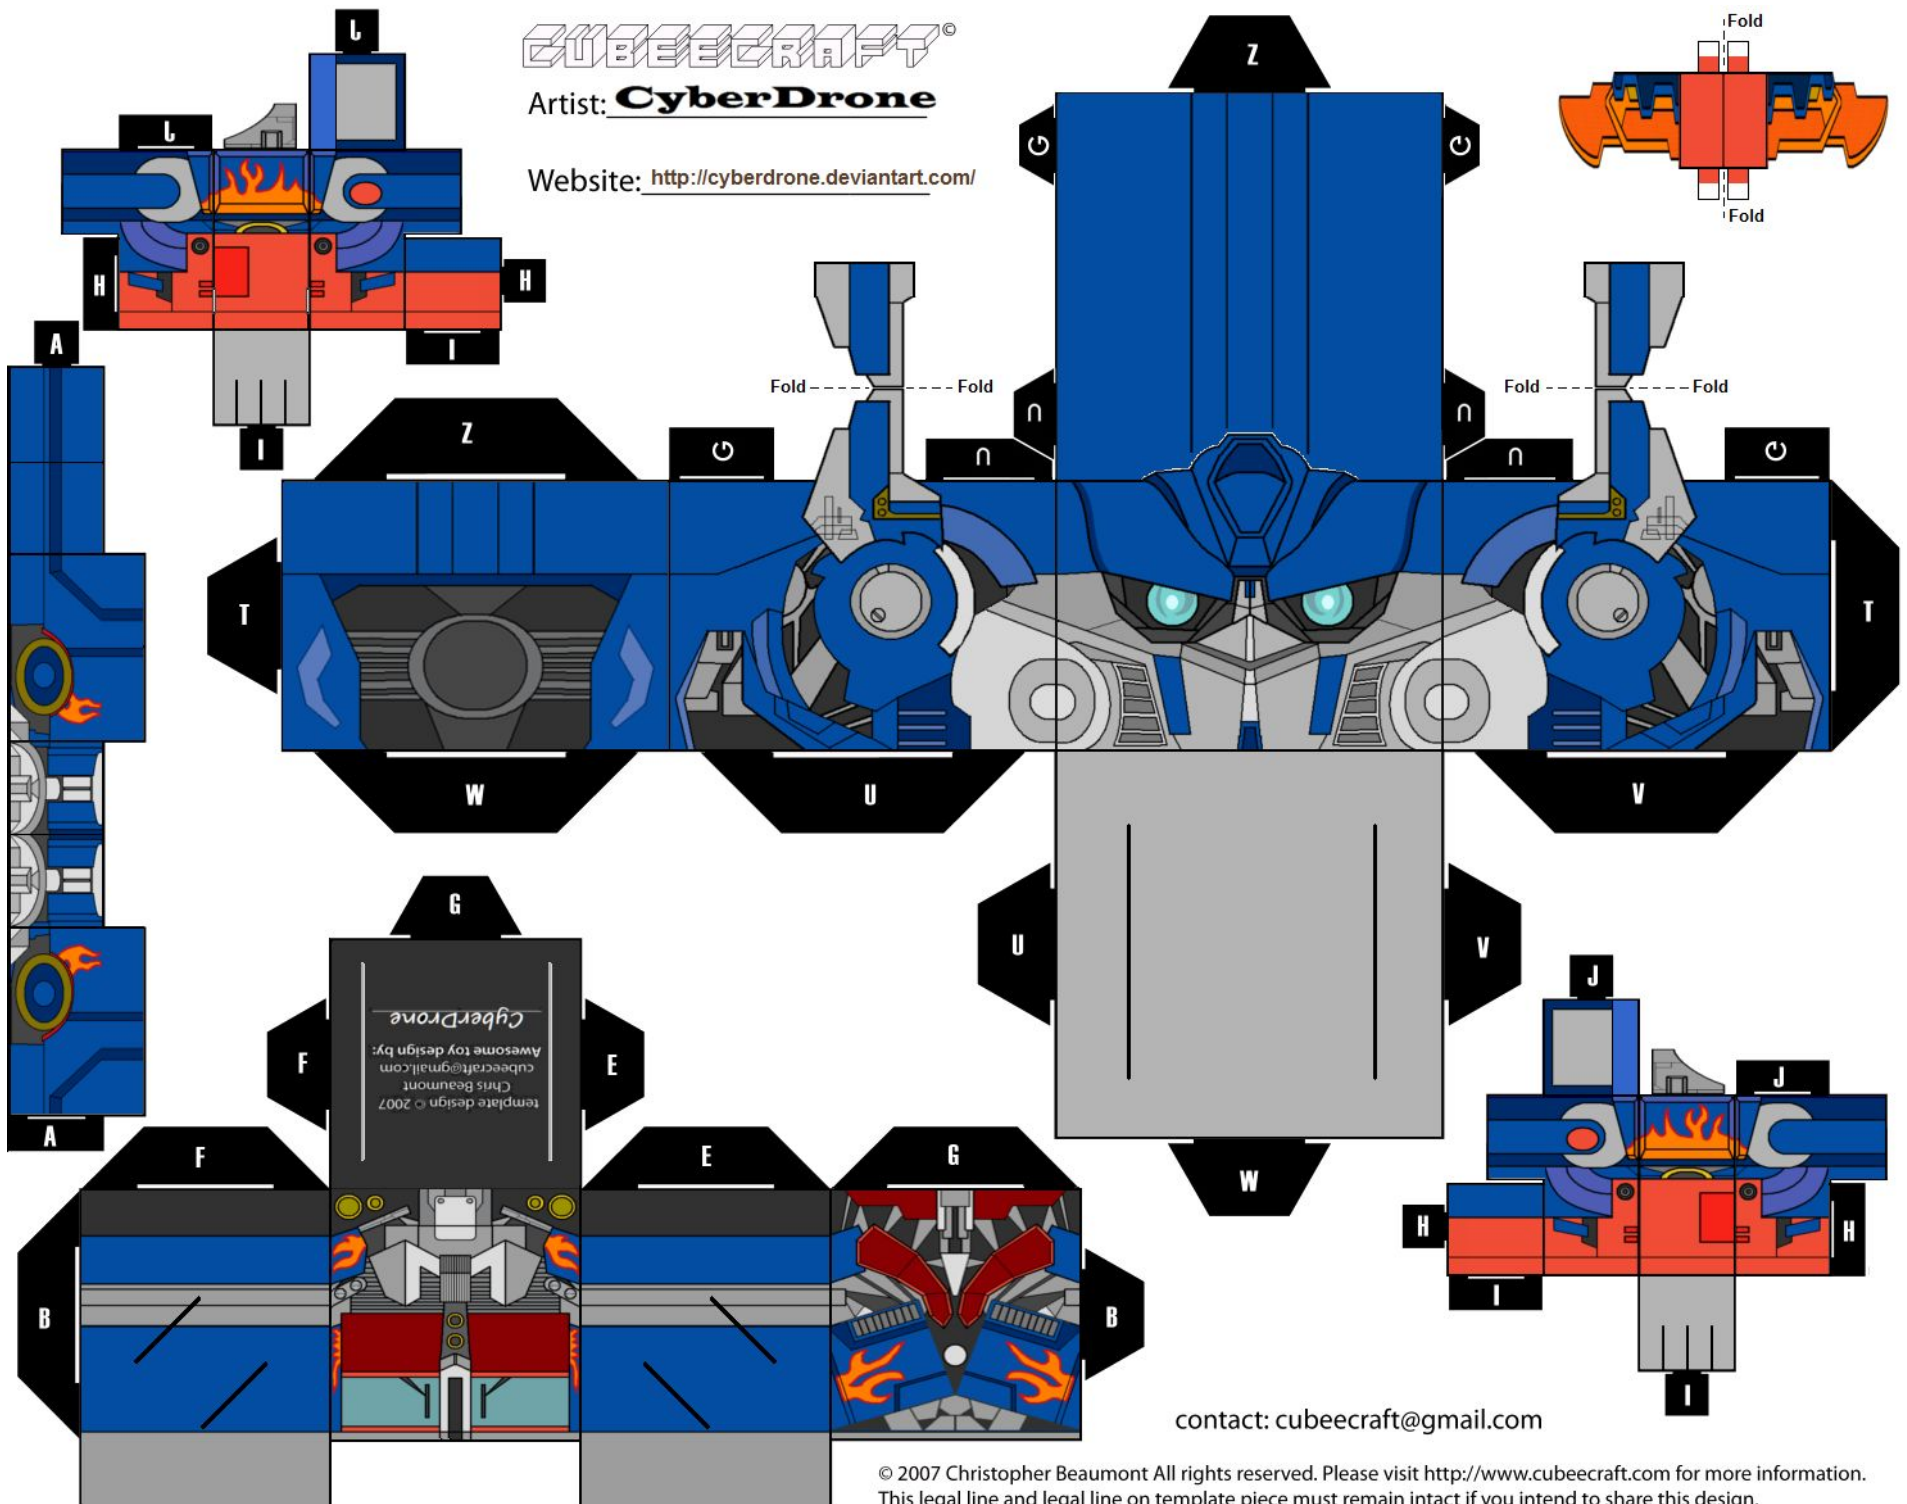 CUBEECRAFT©
Artist: CyberDrone
Website: http://cyberdrone.deviantart.com/
J
Z
Fold
J
G
G
H
H
I
Fold
A
I
U
U
Fold Fold
Fold Fold
Z
G
U
U
G
T
T
W
U
V
G
U
V
F
E
CyberDrone
Awesome toy design by:
cubeecraft@gmail.com
Chris Beaumont
template design © 2007
J
J
A
F
E
G
W
H
H
B
B
I
I
contact: cubeecraft@gmail.com
© 2007 Christopher Beaumont All rights reserved. Please visit http://www.cubeecraft.com for more information.
This legal line and legal line on template piece must remain intact if you intend to share this design.